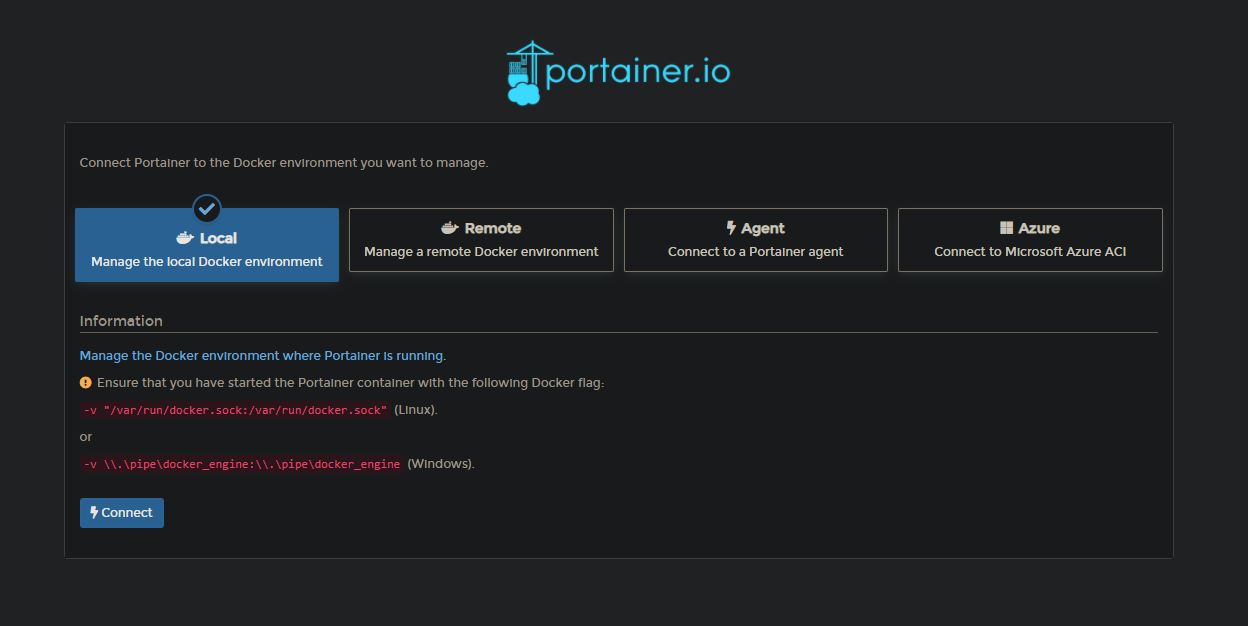 portainer.io
Connect Portainer to the Docker environment you want to manage.
Local
Manage the local Docker environment
Remote
Manage a remote Docker environment
Agent
Connect to a Portainer agent
Azure
Connect to Microsoft Azure ACI
Information
Manage the Docker environment where Portainer is running.
Ensure that you have started the Portainer container with the following Docker flag:
-v "/var/run/docker.sock:/var/run/docker.sock" (Linux).
or
-v \\.\pipe\docker_engine:\\.\pipe\docker_engine (Windows).
Connect